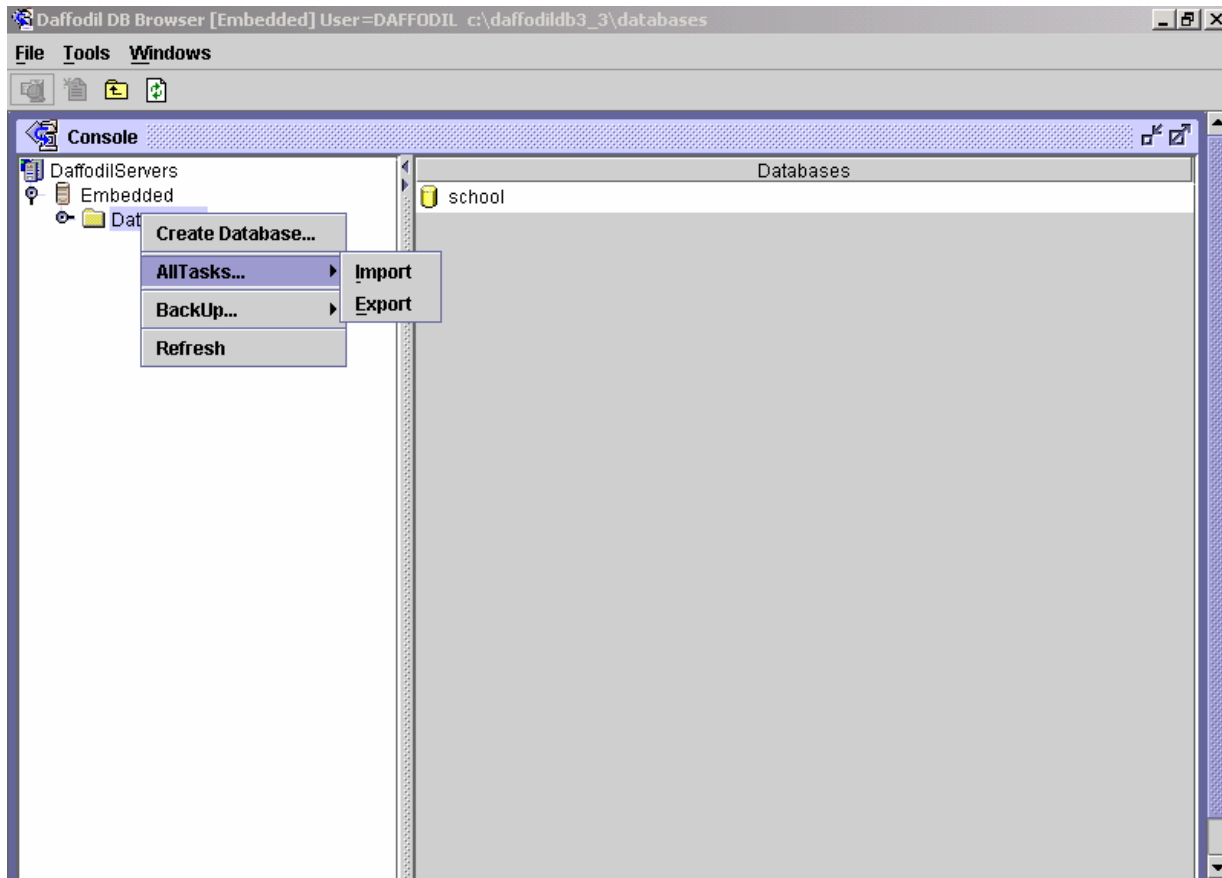 Daffodil DB Browser [Embedded] User=DAFFODIL c:\daffodildb3_3\databases
File Tools Windows
Console
DaffodilServers
Embedded
Dat
Databases
school
Create Database...
AllTasks...
BackUp...
Refresh
Import
Export